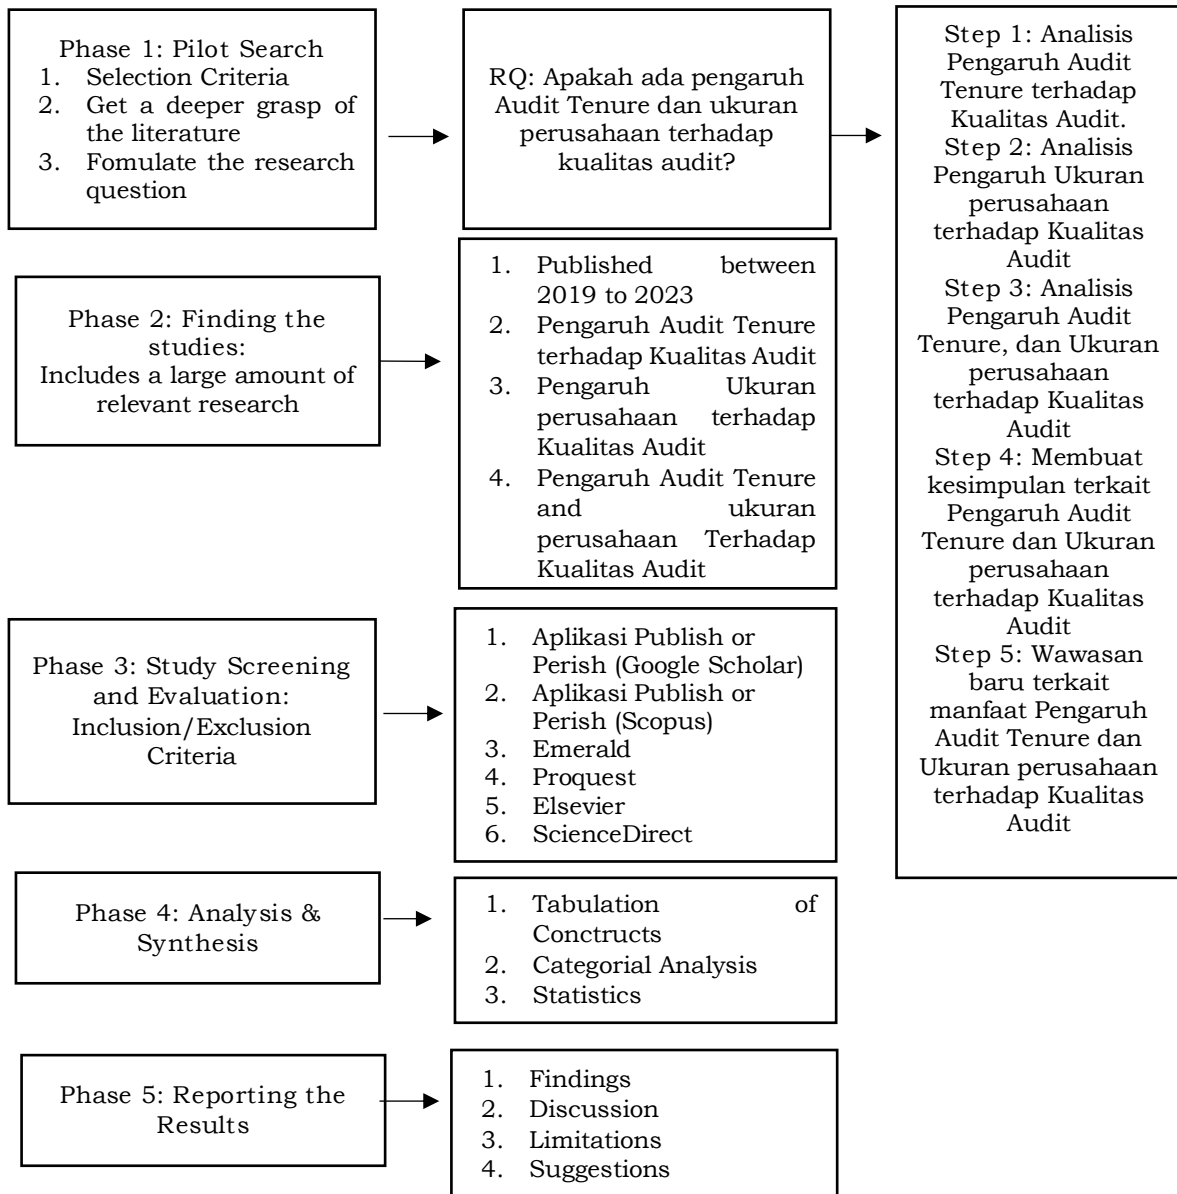 Phase 1: Pilot Search
1. Selection Criteria
2. Get a deeper grasp of
the literature
3. Fomulate the research
question
RQ: Apakah ada pengaruh
Audit Tenure dan ukuran
perusahaan terhadap
kualitas audit?
Step 1: Analisis
Pengaruh Audit
Tenure terhadap
Kualitas Audit.
Step 2: Analisis
Pengaruh Ukuran
perusahaan
terhadap Kualitas
Audit
Step 3: Analisis
Pengaruh Audit
Tenure, dan Ukuran
perusahaan
terhadap Kualitas
Audit
Step 4: Membuat
kesimpulan terkait
Pengaruh Audit
Tenure dan Ukuran
perusahaan
terhadap Kualitas
Audit
Step 5: Wawasan
baru terkait
manfaat Pengaruh
Audit Tenure dan
Ukuran perusahaan
terhadap Kualitas
Audit
Phase 2: Finding the
studies:
Includes a large amount of
relevant research
1. Published between
2019 to 2023
2. Pengaruh Audit Tenure
terhadap Kualitas Audit
3. Pengaruh Ukuran
perusahaan terhadap
Kualitas Audit
4. Pengaruh Audit Tenure
and ukuran
perusahaan Terhadap
Kualitas Audit
Phase 3: Study Screening
and Evaluation:
Inclusion/Exclusion
Criteria
1. Aplikasi Publish or
Perish (Google Scholar)
2. Aplikasi Publish or
Perish (Scopus)
3. Emerald
4. Proquest
5. Elsevier
6. ScienceDirect
Phase 4: Analysis &
Synthesis
1. Tabulation of
Conctructs
2. Categorial Analysis
3. Statistics
Phase 5: Reporting the
Results
1. Findings
2. Discussion
3. Limitations
4. Suggestions